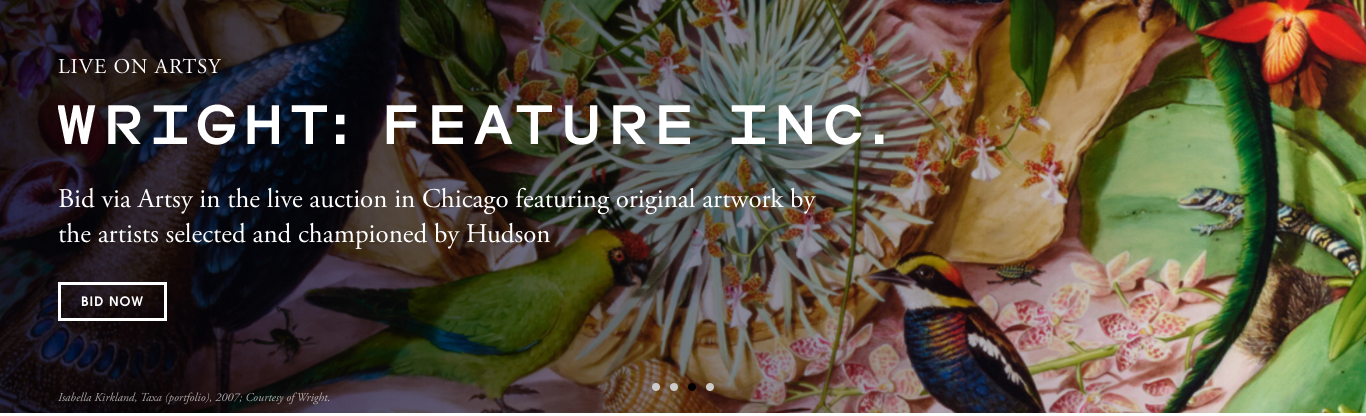 LIVE ON ARTSY
WRIGHT: FEATURE INC.
Bid via Artsy in the live auction in Chicago featuring original artwork by
the artists selected and championed by Hudson
BID NOW
Isabella Kirkland, Taxa (portfolio), 2007; Courtesy of Wright.